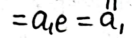 = a₁e = a₁